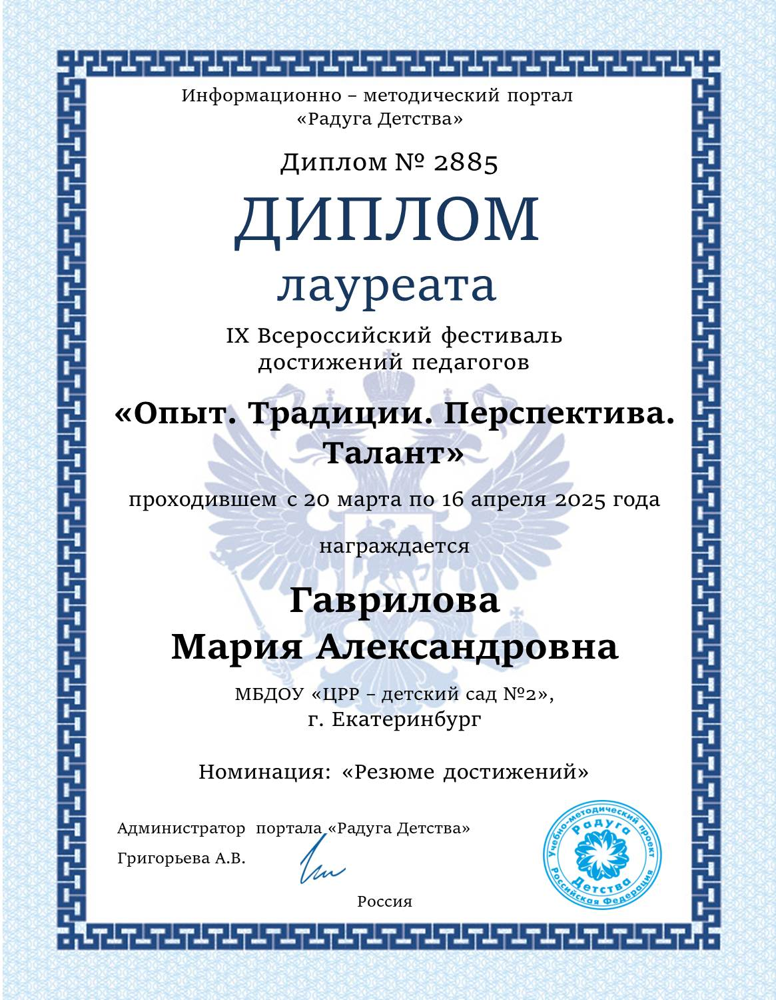 Информационно – методический портал
«Радуга Детства»
Диплом № 2885
ДИПЛОМ
лауреата
IX Всероссийский фестиваль
достижений педагогов
«Опыт. Традиции. Перспектива.
Талант»
проходившем с 20 марта по 16 апреля 2025 года
награждается
Гаврилова
Мария Александровна
МБДОУ «ЦРР – детский сад №2»,
г. Екатеринбург
Номинация: «Резюме достижений»
Администратор портала «Радуга Детства»
Григорьева А.В.
Россия
Учебно-методический проект
Радуга
Детства
Российская Федерация